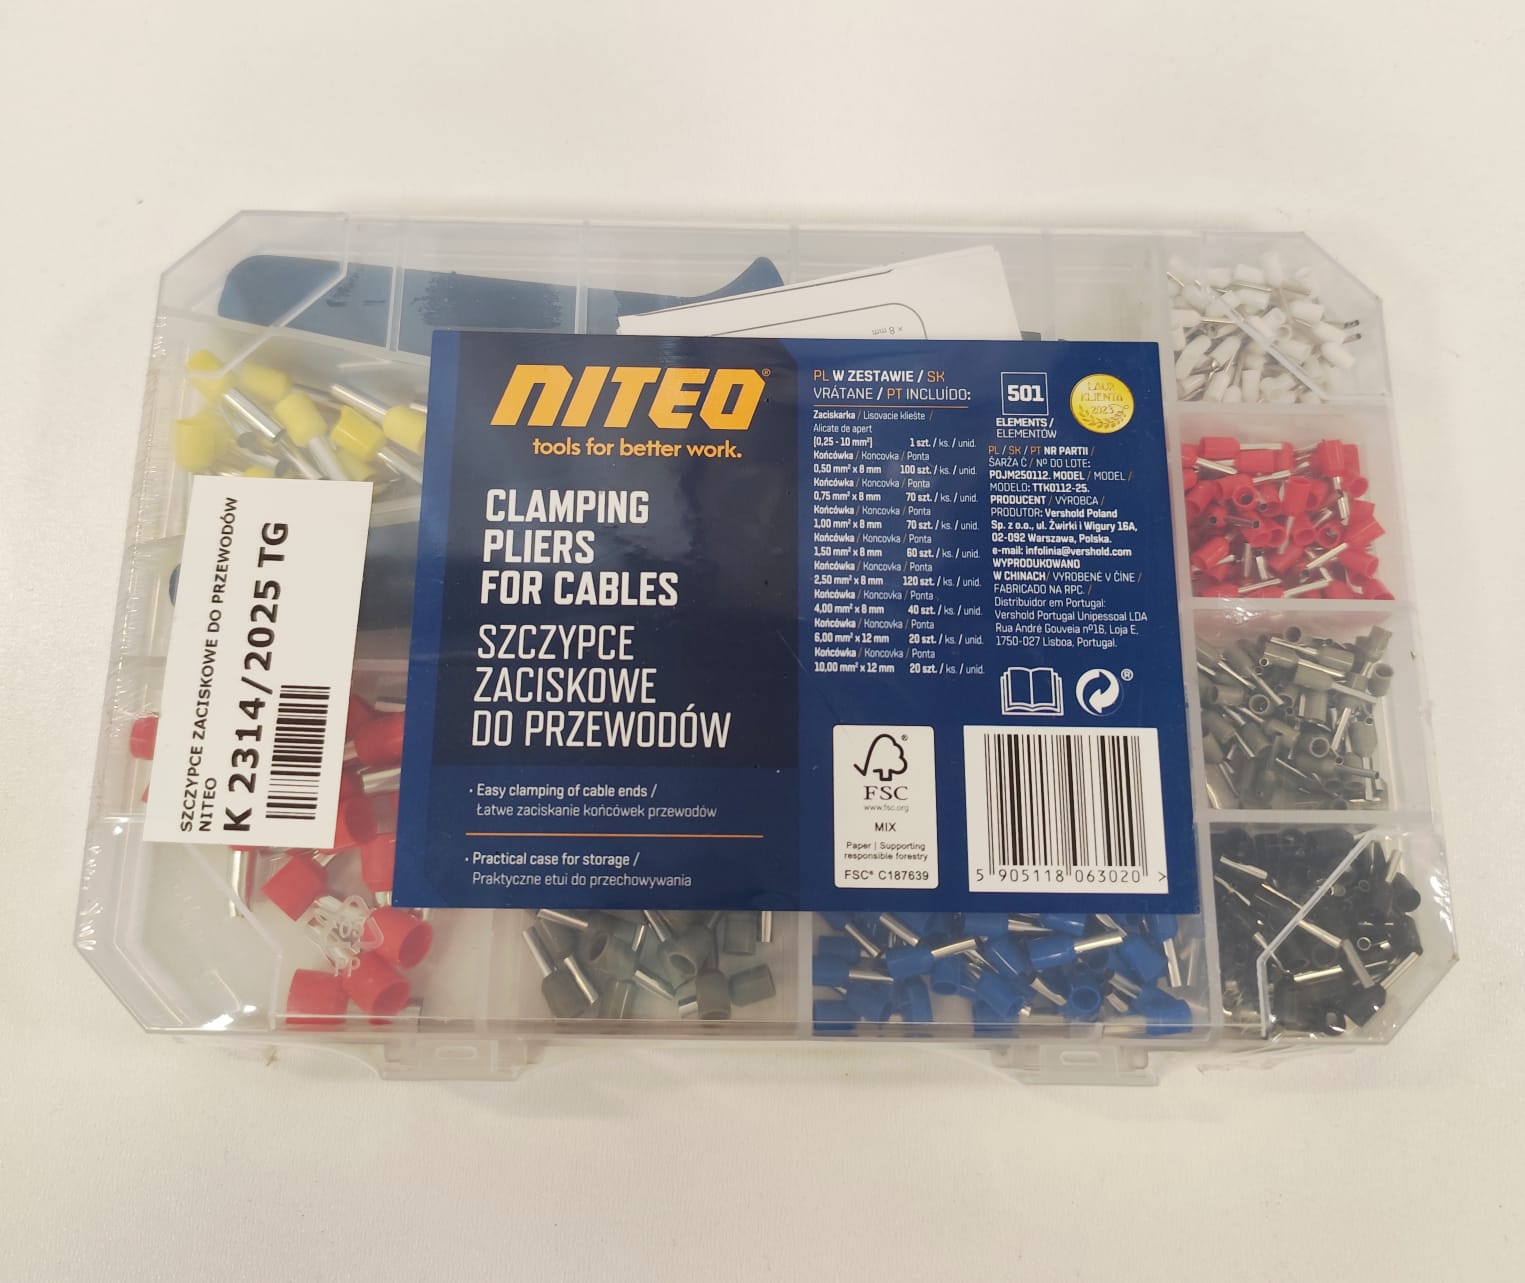 SZCZYPCE ZACISKOWE DO PRZEWODÓW
NITEO
K 2314/2025 TG
× 8 mm
NITEO®
tools for better work.
CLAMPING
PLIERS
FOR CABLES
SZCZYPCE
ZACISKOWE
DO PRZEWODÓW
· Easy clamping of cable ends /
Łatwe zaciskanie końcówek przewodów
· Practical case for storage /
Praktyczne etui do przechowywania
PL W ZESTAWIE / SK
VRÁTANE / PT INCLUÍDO:
Zaciskarka / Lisovacie kliešte /
Alicate de apert
(0,25 - 10 mm²) 1 szt. / ks. / unid.
Końcówka / Koncovka / Ponta
0,50 mm² x 8 mm 100 szt. / ks. / unid.
Końcówka / Koncovka / Ponta
0,75 mm² x 8 mm 70 szt. / ks. / unid.
Końcówka / Koncovka / Ponta
1,00 mm² x 8 mm 70 szt. / ks. / unid.
Końcówka / Koncovka / Ponta
1,50 mm² x 8 mm 60 szt. / ks. / unid.
Końcówka / Koncovka / Ponta
2,50 mm² x 8 mm 120 szt. / ks. / unid.
Końcówka / Koncovka / Ponta
4,00 mm² x 8 mm 40 szt. / ks. / unid.
Końcówka / Koncovka / Ponta
6,00 mm² x 12 mm 20 szt. / ks. / unid.
Końcówka / Koncovka / Ponta
10,00 mm² x 12 mm 20 szt. / ks. / unid.
501
ELEMENTS /
ELEMENTÓW
LAUR
KLIENTA
2023
PL / SK / PT NR PARTII /
ŠARŽA Č / Nº DO LOTE:
POJM250112. MODEL / MODEL /
MODELO: TTK0112-25.
PRODUCENT / VÝROBCA /
PRODUTOR: Vershold Poland
Sp. z o.o., ul. Żwirki i Wigury 16A,
02-092 Warszawa, Polska.
e-mail: infolinia@vershold.com
WYPRODUKOWANO
W CHINACH/ VYROBENÉ V ČÍNE /
FABRICADO NA RPC. /
Distribuidor em Portugal:
Vershold Portugal Unipessoal LDA
Rua André Gouveia nº16, Loja E,
1750-027 Lisboa, Portugal.
®
FSC
www.fsc.org
MIX
Paper | Supporting
responsible forestry
FSC® C187639
5 905118 063020 >
PP